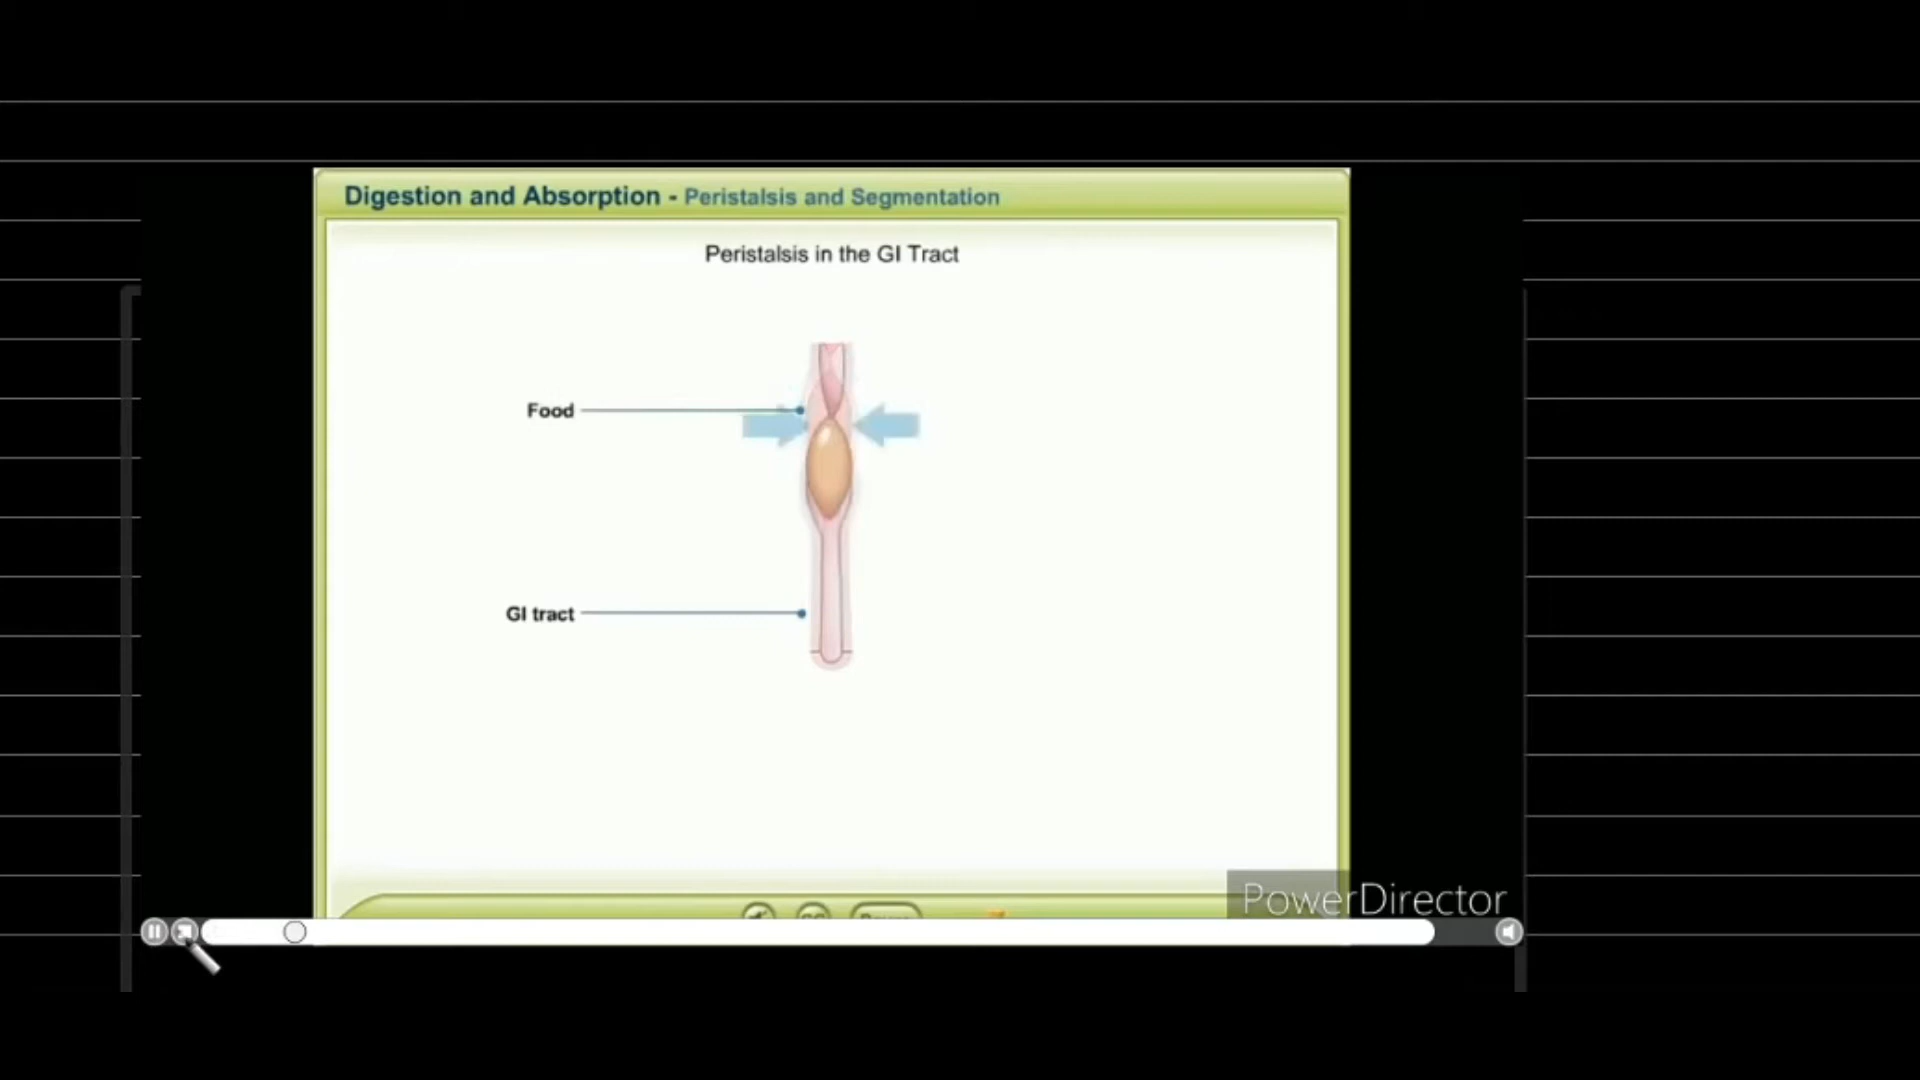 Digestion and Absorption - Peristalsis and Segmentation
Peristalsis in the GI Tract
Food
GI tract
PowerDirector